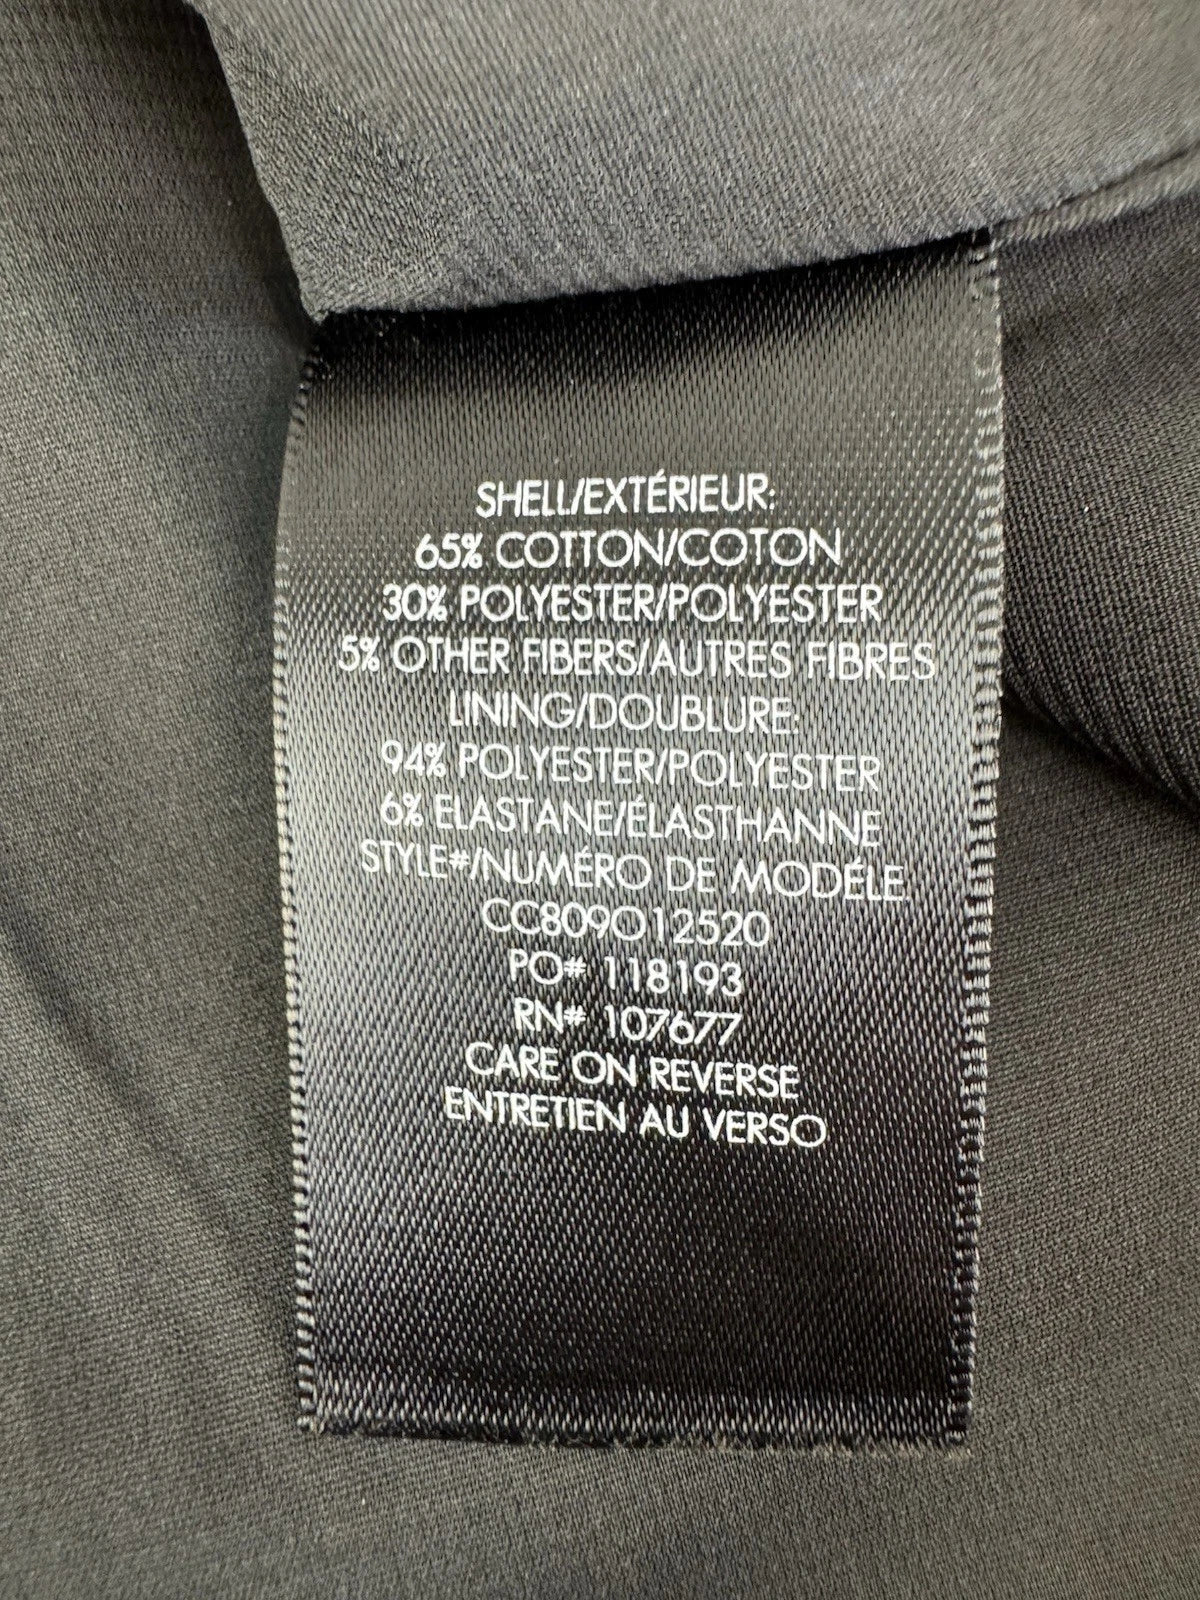 SHELL/EXTÉRIEUR:
65% COTTON/COTON
30% POLYESTER/POLYESTER
5% OTHER FIBERS/AUTRES FIBRES
LINING/DOUBLURE:
94% POLYESTER/POLYESTER
6% ELASTANE/ÉLASTHANNE
STYLE#/NUMÉRO DE MODÉLE:
CC809O12520
PO# 118193
RN# 107677
CARE ON REVERSE
ENTRETIEN AU VERSO